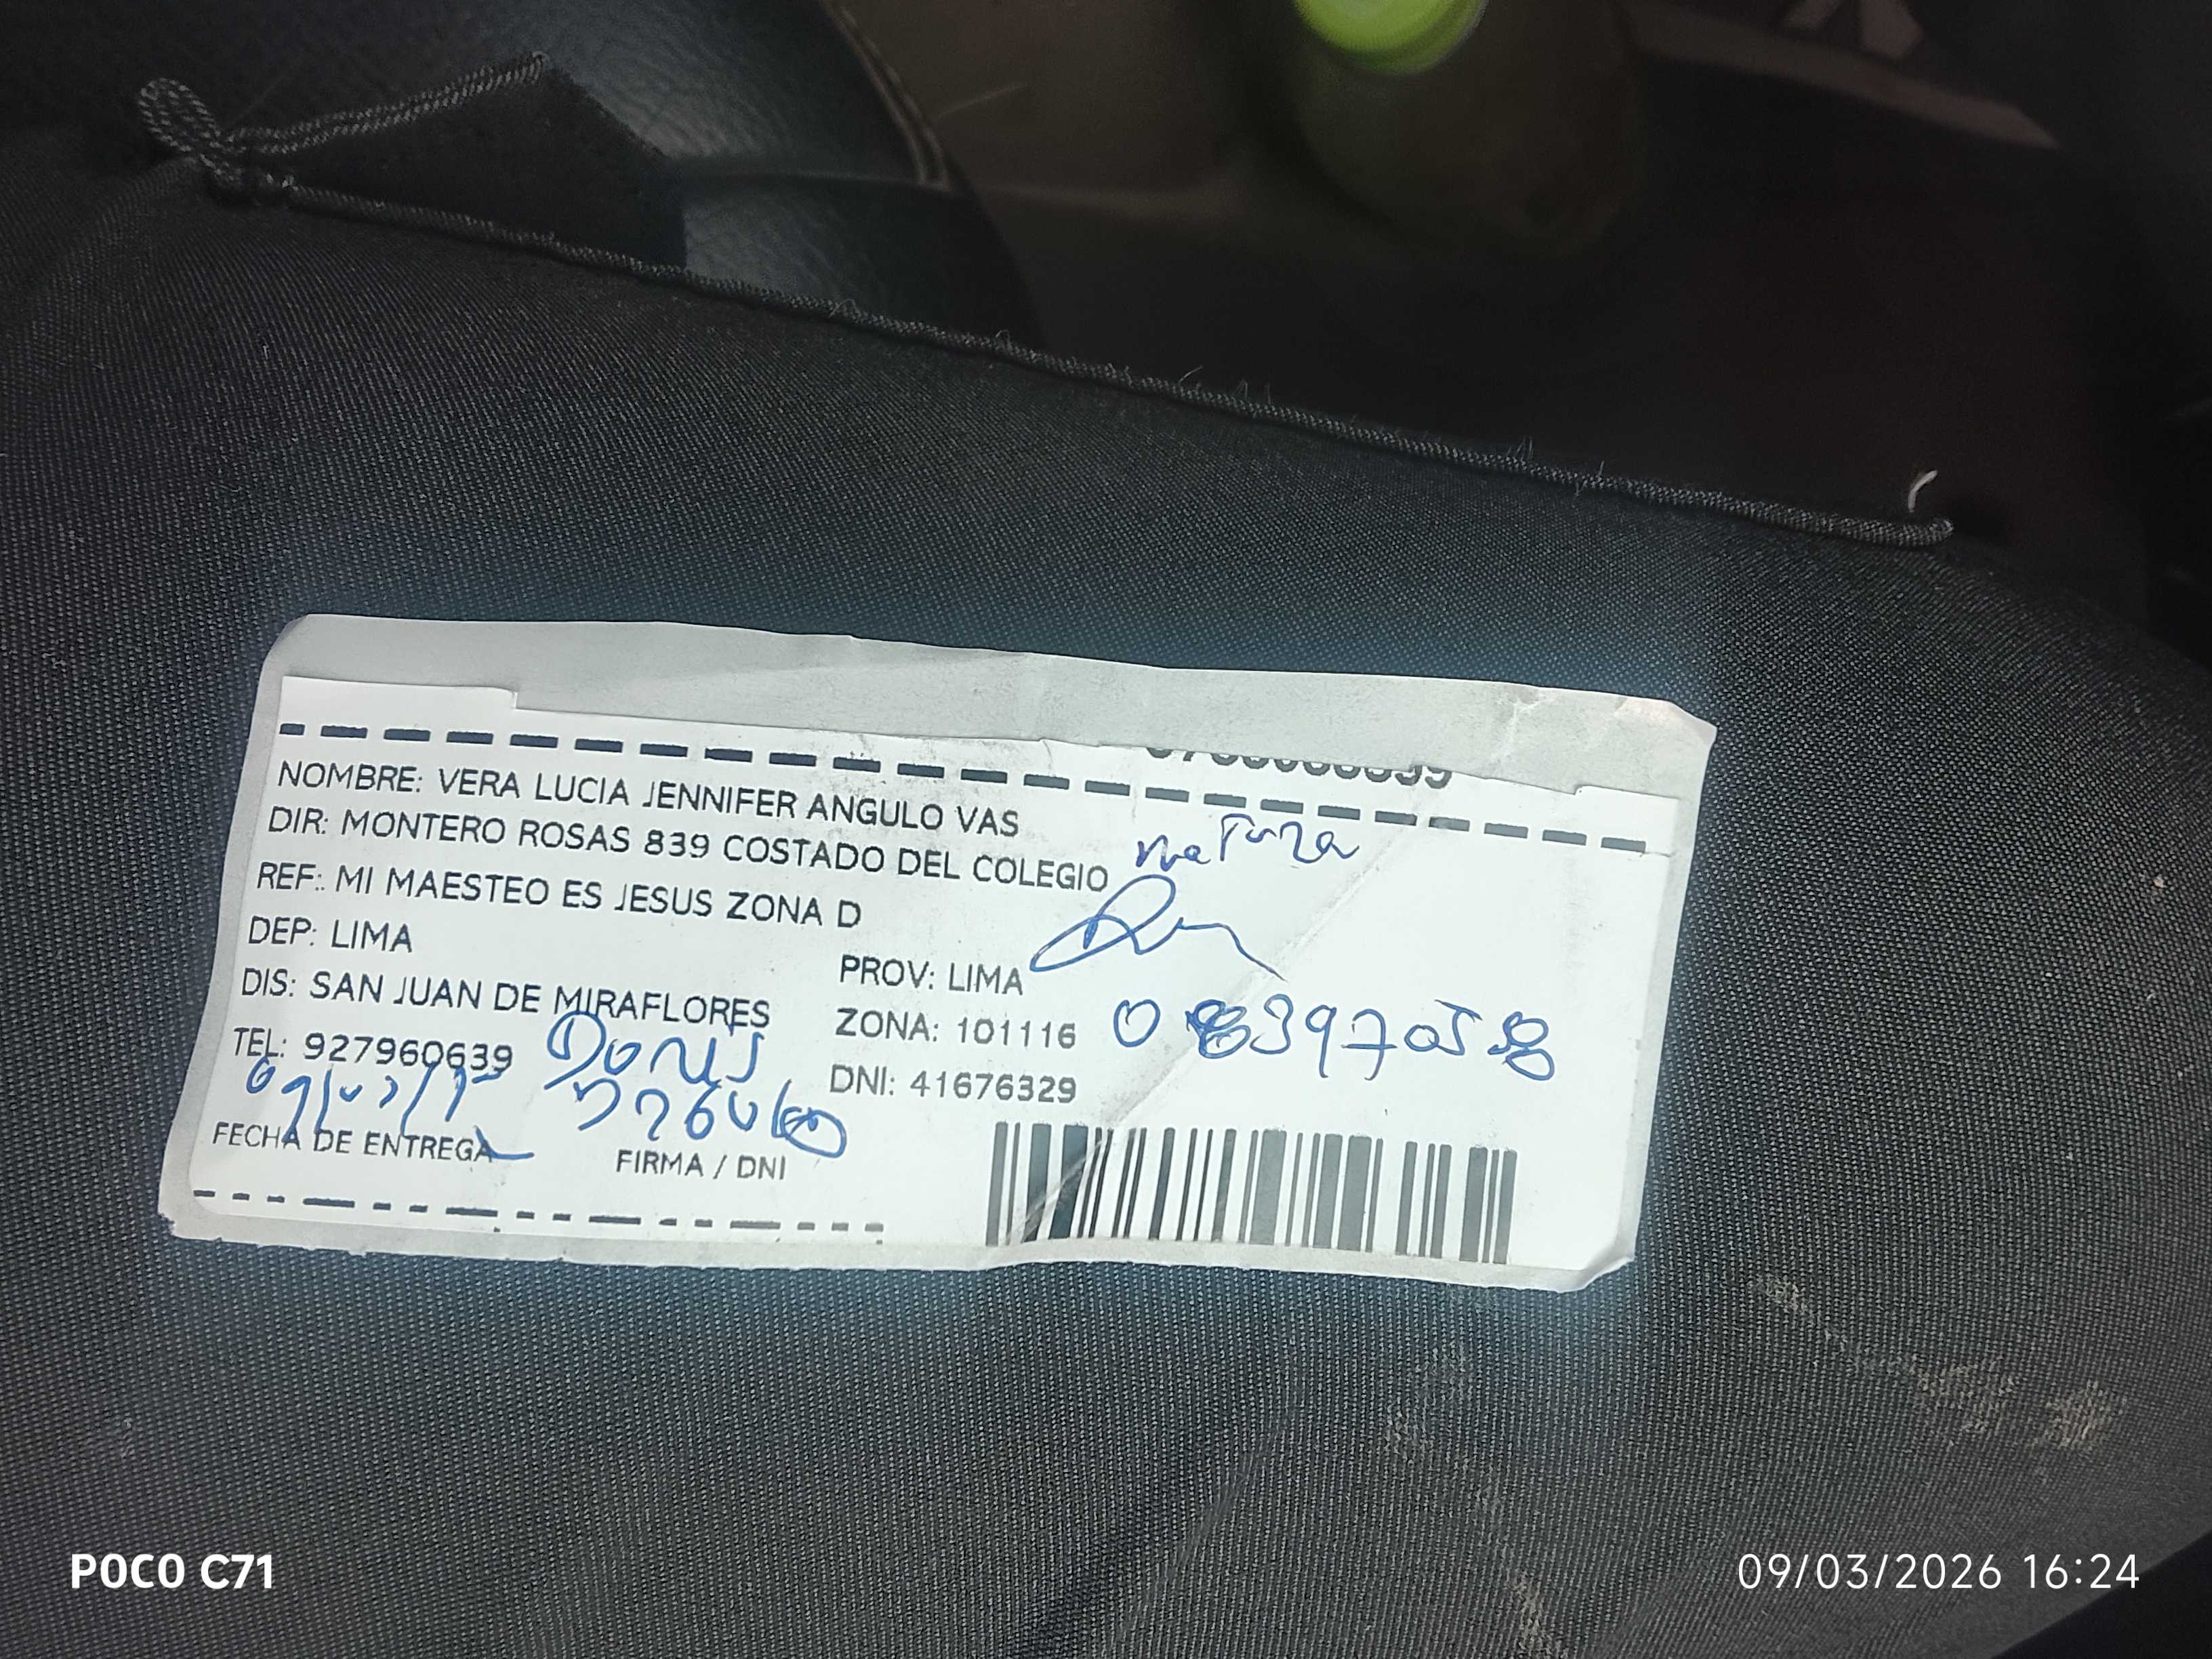 NOMBRE: VERA LUCIA JENNIFER ANGULO VAS
DIR: MONTERO ROSAS 839 COSTADO DEL COLEGIO
REF:. MI MAESTEO ES JESUS ZONA D
DEP: LIMA
PROV: LIMA
DIS: SAN JUAN DE MIRAFLORES
ZONA: 101116
TEL: 927960639
DNI: 41676329
FECHA DE ENTREGA
FIRMA / DNI
POCO C71
09/03/2026 16:24